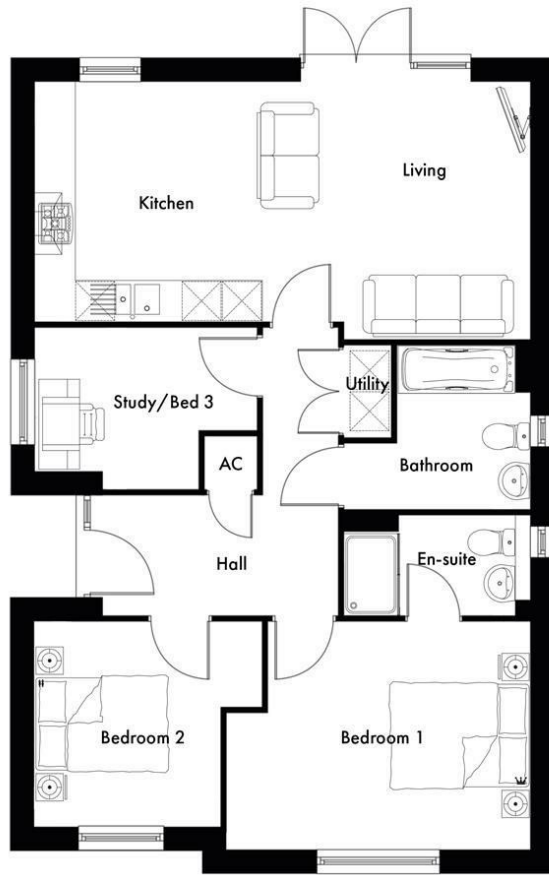 Living
Kitchen
Utility
Study/Bed 3
AC
Bathroom
En-suite
Hall
Bedroom 2
Bedroom 1